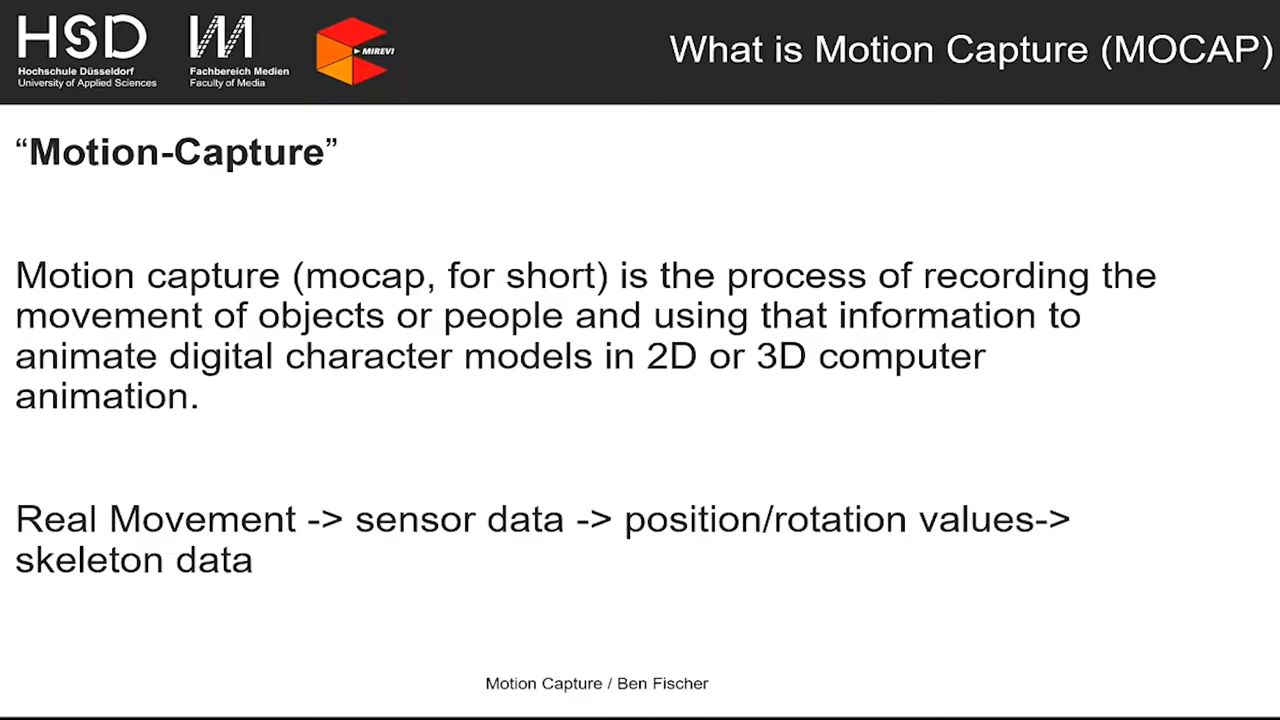 HSD
Hochschule Düsseldorf
University of Applied Sciences
Fachbereich Medien
Faculty of Media
MIREVI
What is Motion Capture (MOCAP)
“Motion-Capture”
Motion capture (mocap, for short) is the process of recording the
movement of objects or people and using that information to
animate digital character models in 2D or 3D computer
animation.
Real Movement -> sensor data -> position/rotation values->
skeleton data
Motion Capture / Ben Fischer